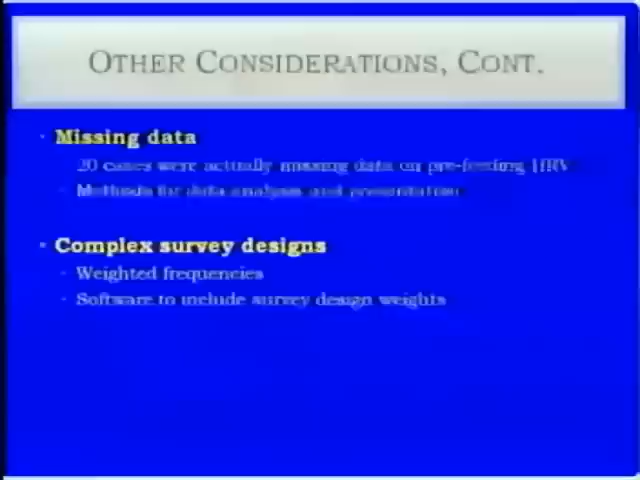 OTHER CONSIDERATIONS, CONT.
Missing data
20 cases were actually missing data on pre-feeding HRV
Methods for data analysis and presentation
Complex survey designs
Weighted frequencies
Software to include survey design weights